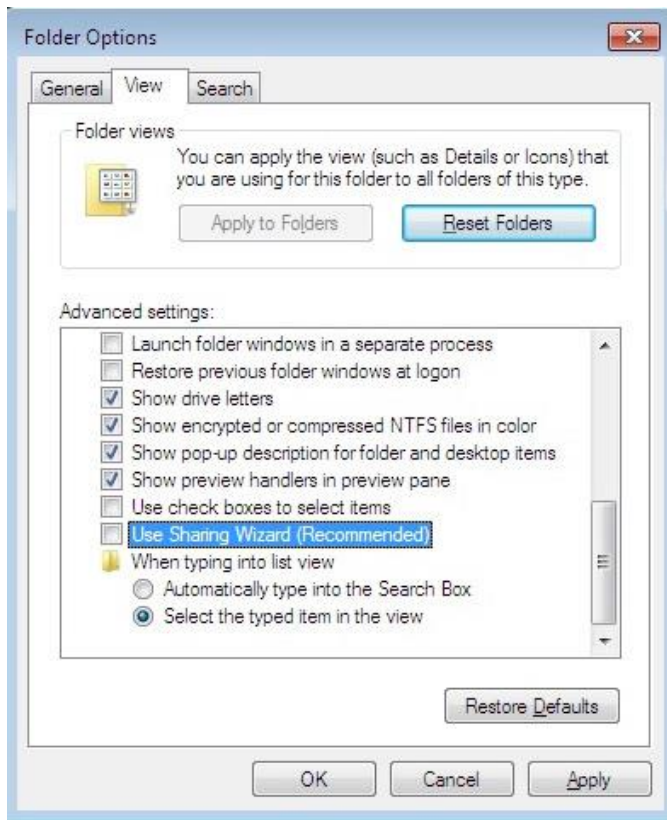 Folder Options
General
View
Search
Folder views
You can apply the view (such as Details or Icons) that
you are using for this folder to all folders of this type.
Apply to Folders
Reset Folders
Advanced settings:
Launch folder windows in a separate process
Restore previous folder windows at logon
Show drive letters
Show encrypted or compressed NTFS files in color
Show pop-up description for folder and desktop items
Show preview handlers in preview pane
Use check boxes to select items
Use Sharing Wizard (Recommended)
When typing into list view
Automatically type into the Search Box
Select the typed item in the view
Restore Defaults
OK
Cancel
Apply